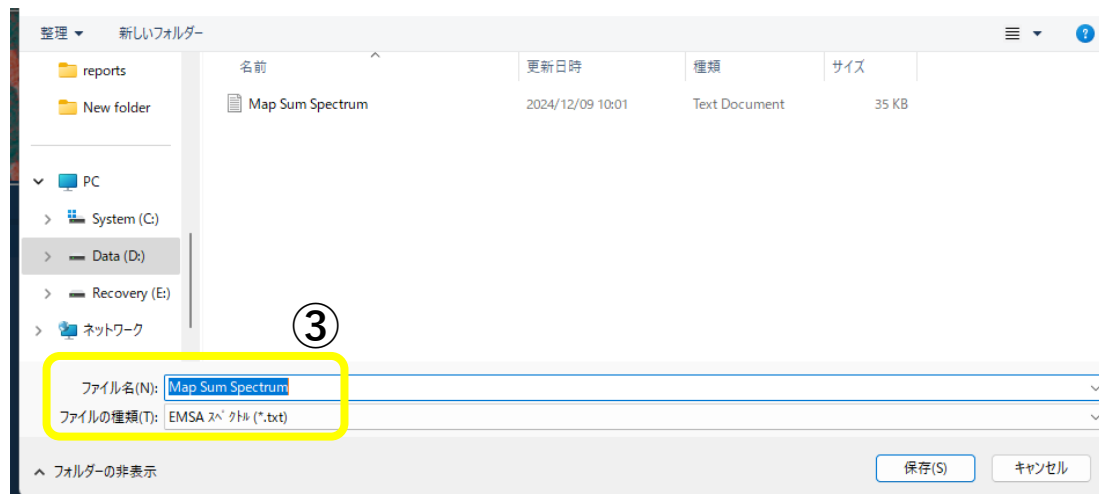 整理 新しいフォルダー
reports
New folder
PC
System (C:)
Data (D:)
Recovery (E:)
ネットワーク
名前 更新日時 種類 サイズ
Map Sum Spectrum 2024/12/09 10:01 Text Document 35 KB
③
ファイル名(N): Map Sum Spectrum
ファイルの種類(T): EMSA ｽﾍﾟｸﾄﾙ (*.txt)
フォルダーの非表示 保存(S) キャンセル